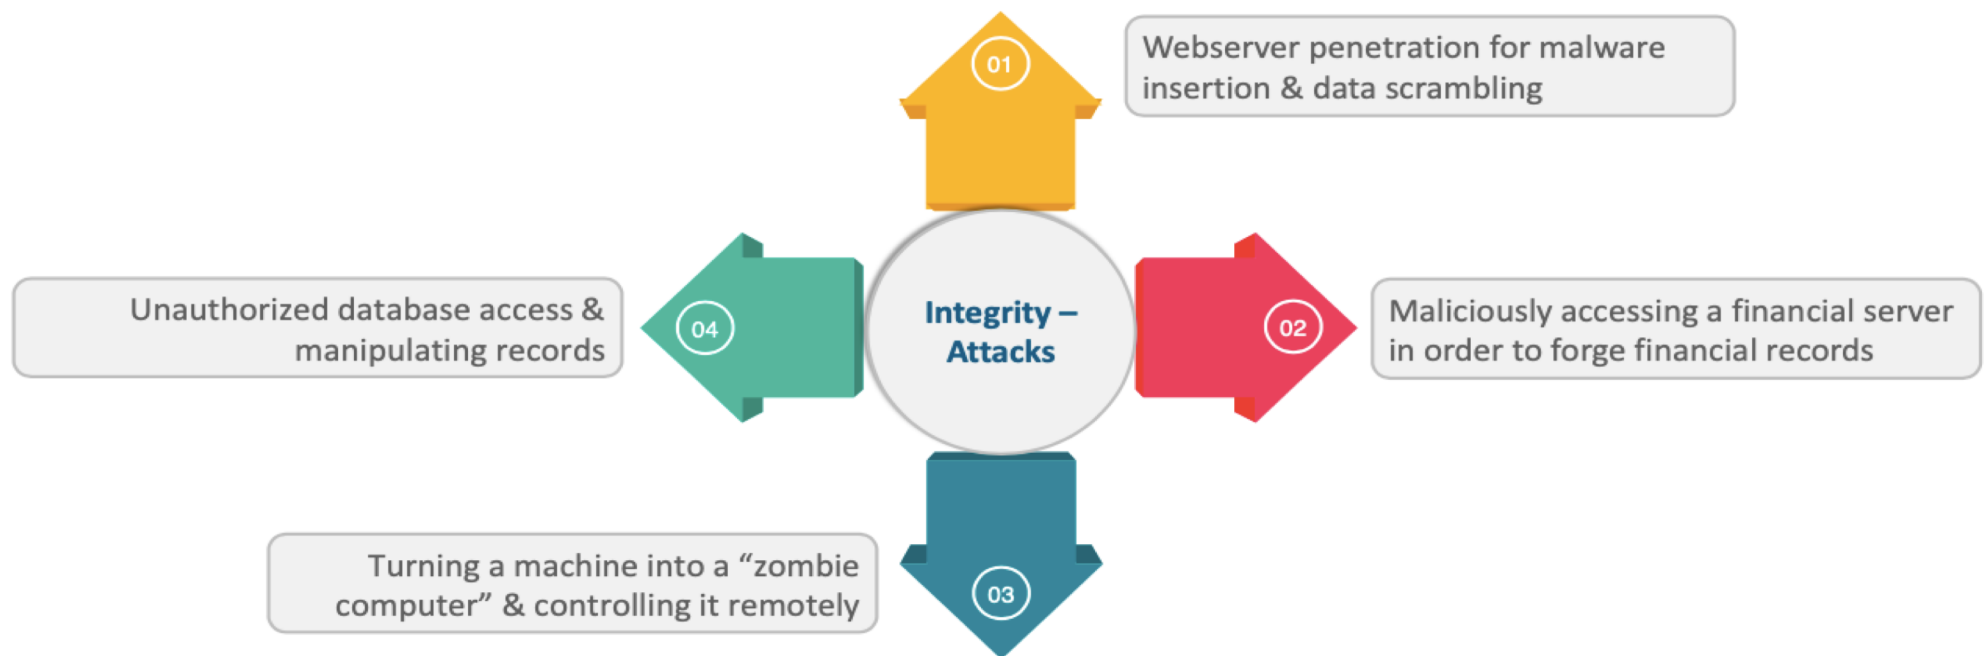 01
Webserver penetration for malware
insertion & data scrambling
02
Maliciously accessing a financial server
in order to forge financial records
03
Turning a machine into a “zombie
computer” & controlling it remotely
04
Unauthorized database access &
manipulating records
Integrity –
Attacks